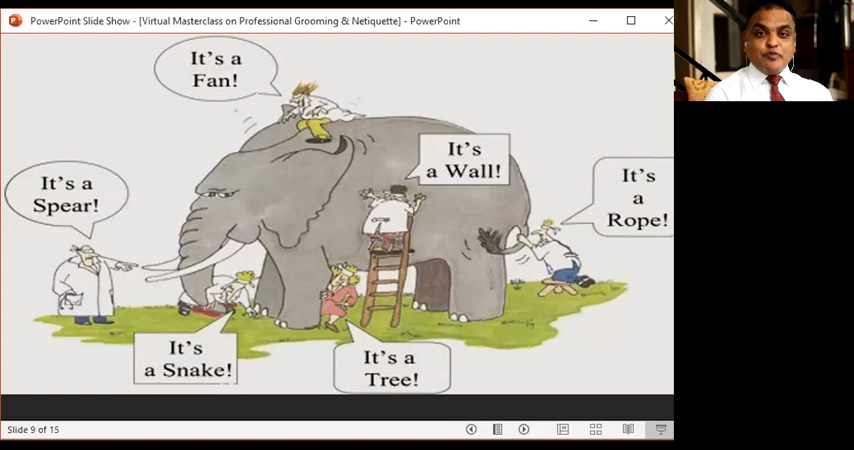 PowerPoint Slide Show - [Virtual Masterclass on Professional Grooming & Netiquette] - PowerPoint
It's a
Fan!
It's
a Wall!
It's a
Spear!
It's
a
Rope!
It's
a Snake!
It's a
Tree!
Slide 9 of 15